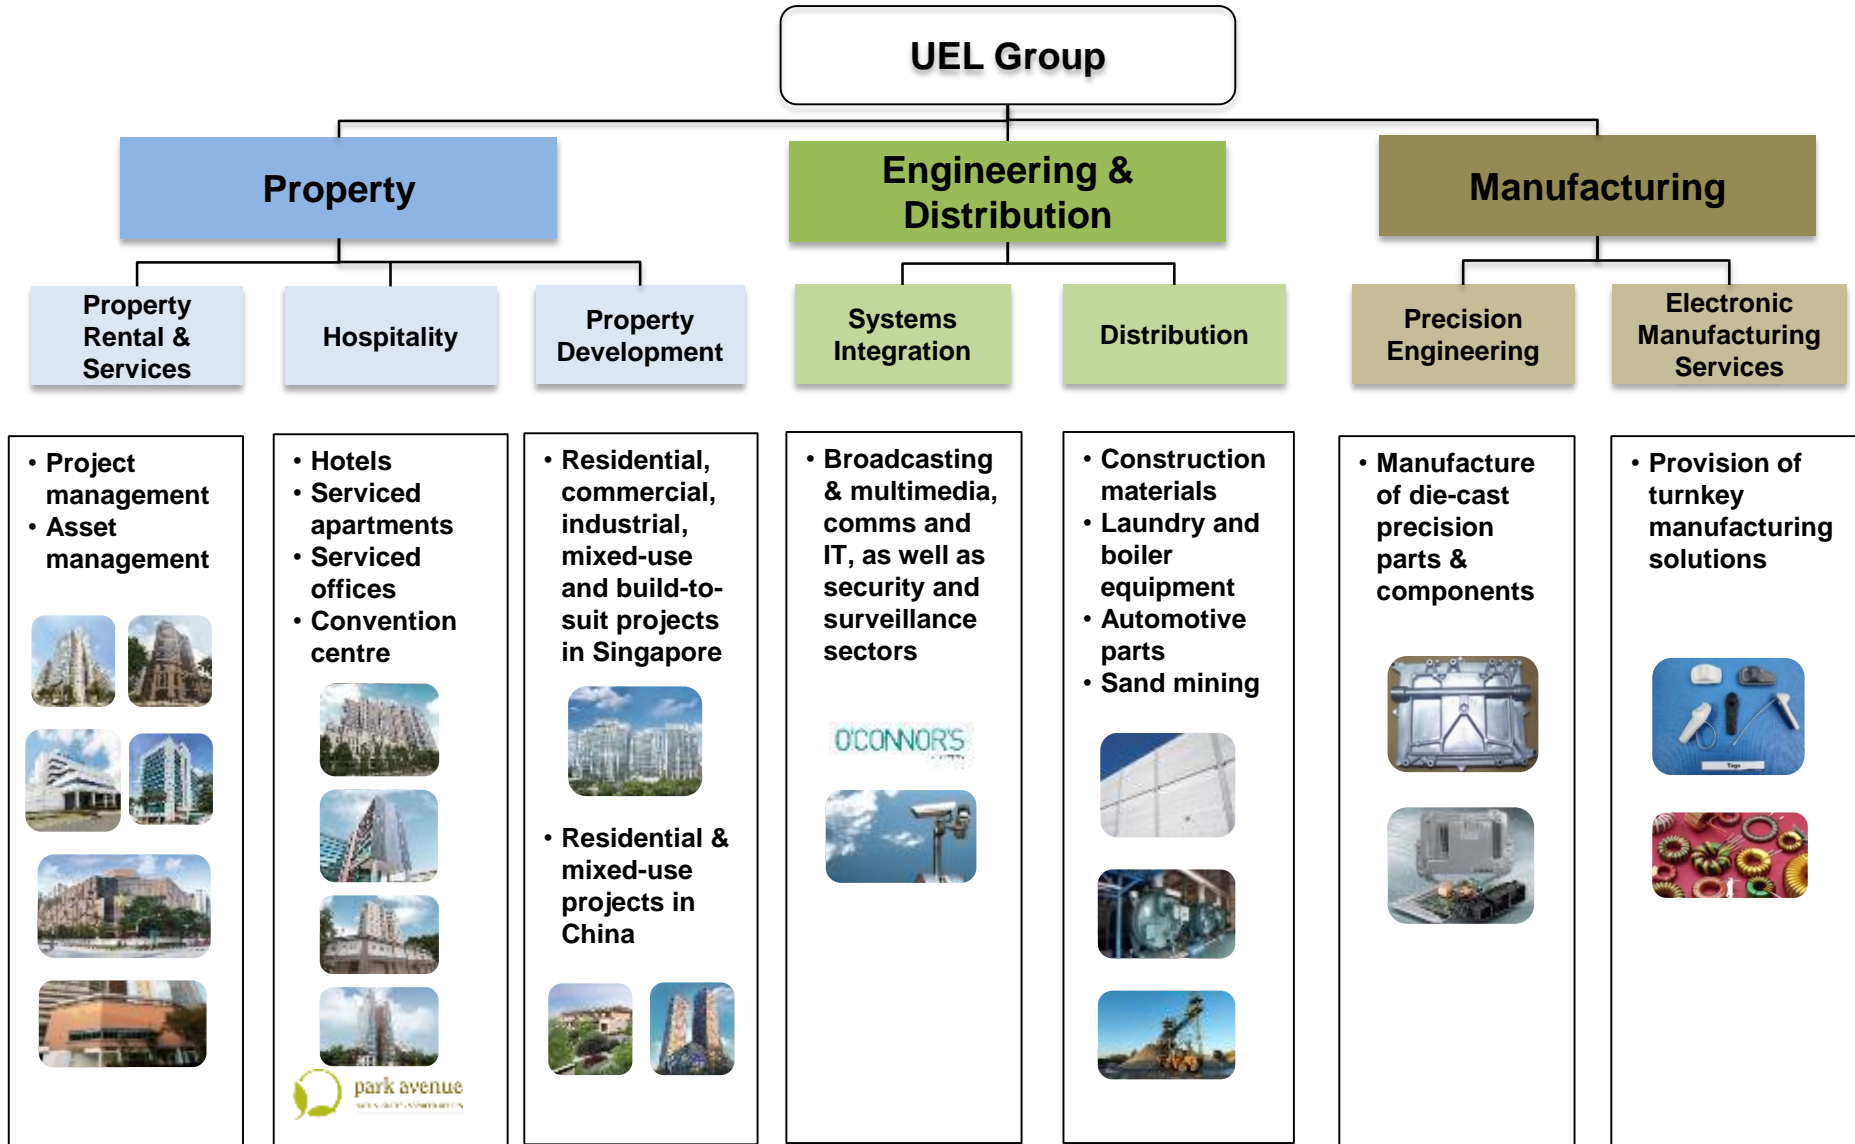 UEL Group
Property
Engineering &
Distribution
Manufacturing
Property
Rental &
Services
Hospitality
Property
Development
Systems
Integration
Distribution
Precision
Engineering
Electronic
Manufacturing
Services
• Project
management
• Asset
management
• Hotels
• Serviced
apartments
• Serviced
offices
• Convention
centre
park avenue
• Residential,
commercial,
industrial,
mixed-use
and build-to-
suit projects
in Singapore
• Residential &
mixed-use
projects in
China
• Broadcasting
& multimedia,
comms and
IT, as well as
security and
surveillance
sectors
O'CONNOR'S
• Construction
materials
• Laundry and
boiler
equipment
• Automotive
parts
• Sand mining
• Manufacture
of die-cast
precision
parts &
components
• Provision of
turnkey
manufacturing
solutions
Tags